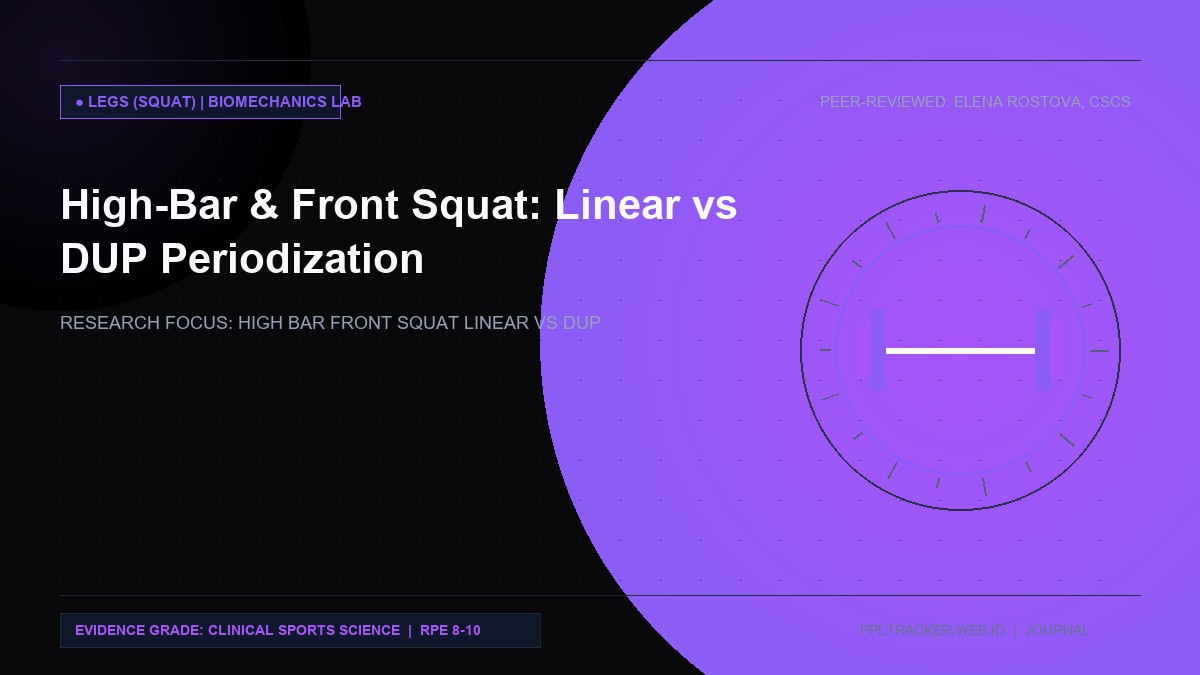 ● LEGS (SQUAT) | BIOMECHANICS LAB
PEER-REVIEWED: ELENA ROSTOVA, CSCS
High-Bar & Front Squat: Linear vs
DUP Periodization
RESEARCH FOCUS: HIGH BAR FRONT SQUAT LINEAR VS DUP
EVIDENCE GRADE: CLINICAL SPORTS SCIENCE | RPE 8-10
PPLTRACKER WEB ID | JOURNAL